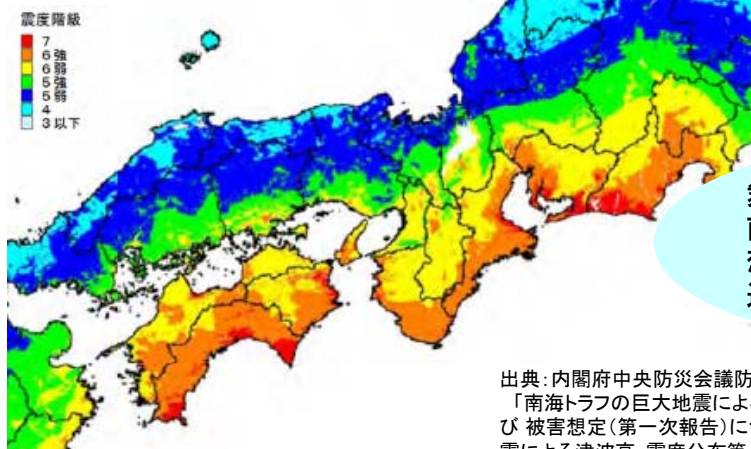 震度階級
7
6強
6弱
5強
5弱
4
3以下
出典:内閣府中央防災会議防
「南海トラフの巨大地震によ
び 被害想定(第一次報告)に
震による津波高・震度分布等